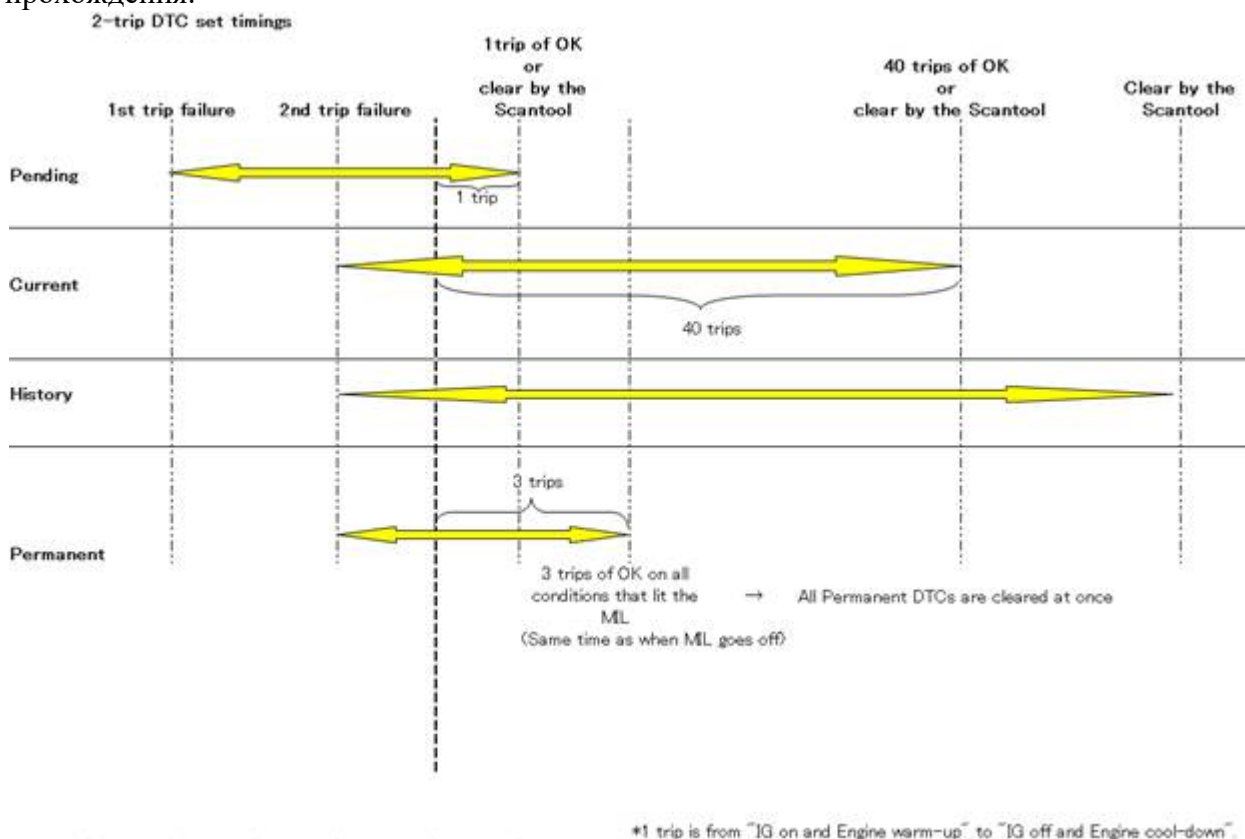 прохождения.
2-trip DTC set timings
1st trip failure
2nd trip failure
1trip of OK
or
clear by the
Scantool
40 trips of OK
or
clear by the Scantool
Clear by the
Scantool
Pending
1 trip
Current
40 trips
History
3 trips
Permanent
3 trips of OK on all
conditions that lit the
MIL
(Same time as when MIL goes off)
→ All Permanent DTCs are cleared at once
*1 trip is from "IG on and Engine warm-up" to "IG off and Engine cool-down".